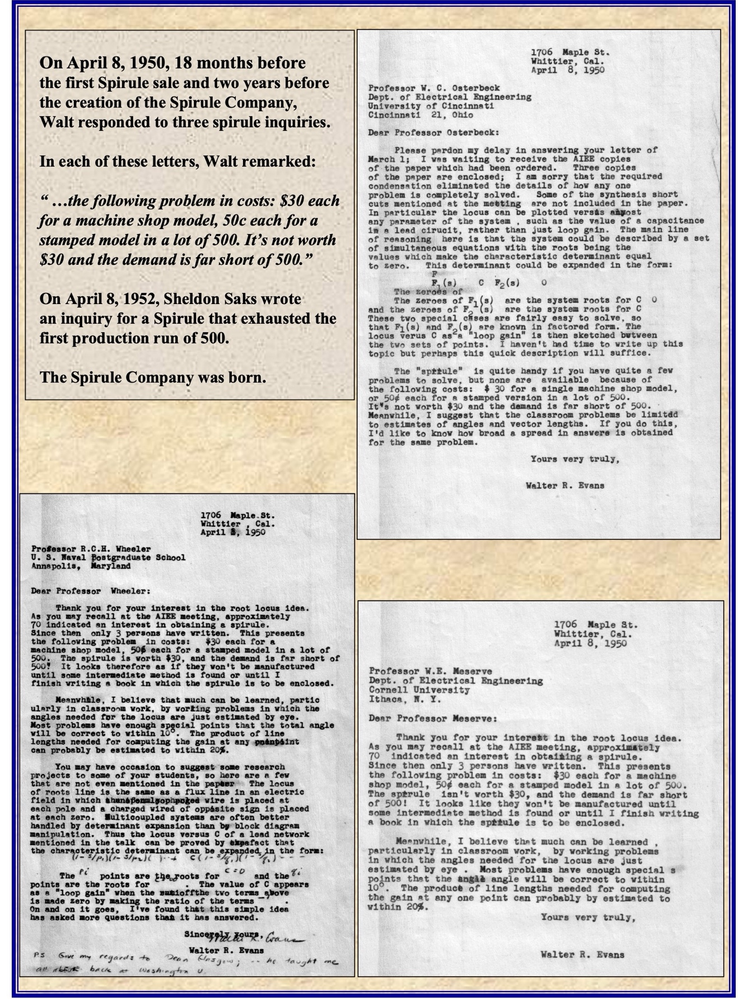 On April 8, 1950, 18 months before
the first Spirule sale and two years before
the creation of the Spirule Company,
Walt responded to three spirule inquiries.
In each of these letters, Walt remarked:
“ …the following problem in costs: $30 each
for a machine shop model, 50c each for a
stamped model in a lot of 500. It’s not worth
$30 and the demand is far short of 500.”
On April 8, 1952, Sheldon Saks wrote
an inquiry for a Spirule that exhausted the
first production run of 500.
The Spirule Company was born.
1706 Maple St.
Whittier, Cal.
April 8, 1950
Professor W. C. Osterbeck
Dept. of Electrical Engineering
University of Cincinnati
Cincinnati 21, Ohio
Dear Professor Osterbeck:
Please pardon my delay in answering your letter of
March 1; I was waiting to receive the AIEE copies
of the paper which had been ordered. Three copies
of the paper are enclosed; I am sorry that the required
condensation eliminated the details of how any one
problem is completely solved. Some of the synthesis short
cuts mentioned at the meeting are not included in the paper.
In particular the locus can be plotted versus almost
any parameter of the system , such as the value of a capacitance
in a lead cirucit, rather than just loop gain. The main line
of reasoning here is that the system could be described by a set
of simultaneous equations with the roots being the
values which make the characteristic determinant equal
to zero. This determinant could be expanded in the form:
F
F1(s) C F2(s) 0
The zeroes of
The zeroes of F1(s) are the system roots for C 0
and the zeroes of F2(s) are the system roots for C
These two special cases are fairly easy to solve, so
that F1(s) and F2(s) are known in factored form. The
locus verus C as a "loop gain" is then sketched between
the two sets of points. I haven't had time to write up this
topic but perhaps this quick description will suffice.
The "spirule" is quite handy if you have quite a few
problems to solve, but none are available because of
the following costs: $ 30 for a single machine shop model,
or 50¢ each for a stamped version in a lot of 500.
It's not worth $30 and the demand is far short of 500.
Meanwhile, I suggest that the classroom problems be limited
to estimates of angles and vector lengths. If you do this,
I'd like to know how broad a spread in answers is obtained
for the same problem.
Yours very truly,
Walter R. Evans
1706 Maple St.
Whittier , Cal.
April 8, 1950
Professor R.C.H. Wheeler
U. S. Naval Postgraduate School
Annapolis, Maryland
Dear Professor Wheeler:
Thank you for your interest in the root locus idea.
As you may recall at the AIEE meeting, approximately
70 indicated an interest in obtaining a spirule.
Since then only 3 persons have written. This presents
the following problem in costs: $30 each for a
machine shop model, 50¢ each for a stamped model in a lot of
500. The spirule is worth $30, and the demand is far short of
500! It looks therefore as if they won't be manufactured
until some intermediate method is found or until I
finish writing a book in which the spirule is to be enclosed.
Meanwhile, I believe that much can be learned, partic
ularly in classroom work, by working problems in which the
angles needed for the locus are just estimated by eye.
Most problems have enough special points that the total angle
will be correct to within 10°. The product of line
lengths needed for computing the gain at any point
can probably be estimated to within 20%.
You may have occasion to suggest some research
projects to some of your students, so here are a few
that are not even mentioned in the paper The locus
of roots line is the same as a flux line in an electric
field in which wire is placed at
each pole and a charged wired of opposite sign is placed
at each zero. Multicoupled systems are often better
handled by determinant expansion than by block diagram
manipulation. Thus the locus versus C of a lead network
mentioned in the talk can be proved by fact that
the characteristic determinant can be expanded in the form:
(1-s/p1)(1-s/p2)( )--+ C(1-s/q1)(1-s/q2)- - - -
The pi points are the roots for C=0 and the qi
points are the roots for . The value of C appears
as a "loop gain" when the the two terms above
is made zero by making the ratio of the terms -1 .
On and on it goes, I've found that this simple idea
has asked more questions than it has answered.
Sincerely yours,
Walter R. Evans
Walter R. Evans
PS Give my regards to Dean Glasgow; -- he taught me
all back at Washington U.
1706 Maple St.
Whittier, Cal.
April 8, 1950
Professor W.E. Meserve
Dept. of Electrical Engineering
Cornell University
Ithaca, N. Y.
Dear Professor Meserve:
Thank you for your interest in the root locus idea.
As you may recall at the AIEE meeting, approximately
70 indicated an interest in obtaining a spirule.
Since then only 3 persons have written. This presents
the following problem in costs: $30 each for a machine
shop model, 50¢ each for a stamped model in a lot of 500.
The spirule isn't worth $30, and the demand is far short
of 500! It looks like they won't be manufactured until
some intermediate method is found or until I finish writing
a book in which the spirule is to be enclosed.
Meanwhile, I believe that much can be learned ,
particularly in classroom work, by working problems
in which the angles needed for the locus are just
estimated by eye . Most problems have enough special s
points that the angle angle will be correct to within
10°. The product of line lengths needed for computing
the gain at any one point can probably by estimated to
within 20%.
Yours very truly,
Walter R. Evans